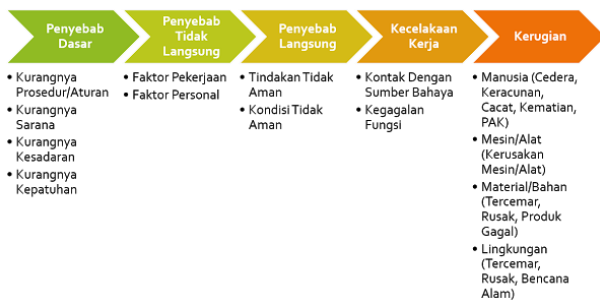 Penyebab
Dasar
Penyebab
Tidak
Langsung
Penyebab
Langsung
Kecelakaan
Kerja
Kerugian
• Kurangnya
Prosedur/Aturan
• Kurangnya
Sarana
• Kurangnya
Kesadaran
• Kurangnya
Kepatuhan
• Faktor Pekerjaan
• Faktor Personal
• Tindakan Tidak
Aman
• Kondisi Tidak
Aman
• Kontak Dengan
Sumber Bahaya
• Kegagalan
Fungsi
• Manusia (Cedera,
Keracunan,
Cacat, Kematian,
PAK)
• Mesin/Alat
(Kerusakan
Mesin/Alat)
• Material/Bahan
(Tercemar,
Rusak, Produk
Gagal)
• Lingkungan
(Tercemar,
Rusak, Bencana
Alam)